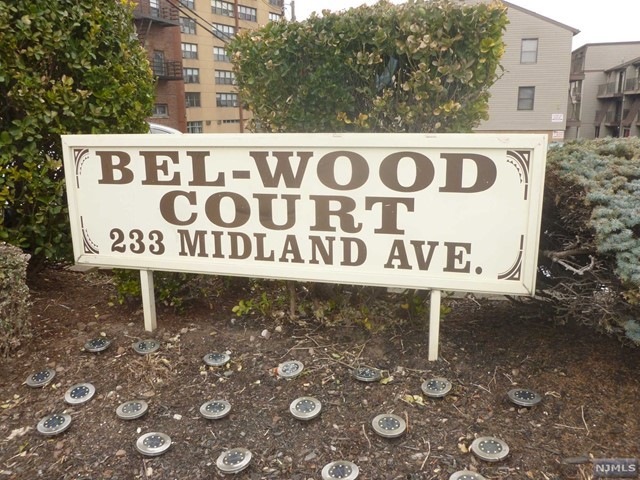 BEL-WOOD
COURT
233 MIDLAND AVE.
NJMLS